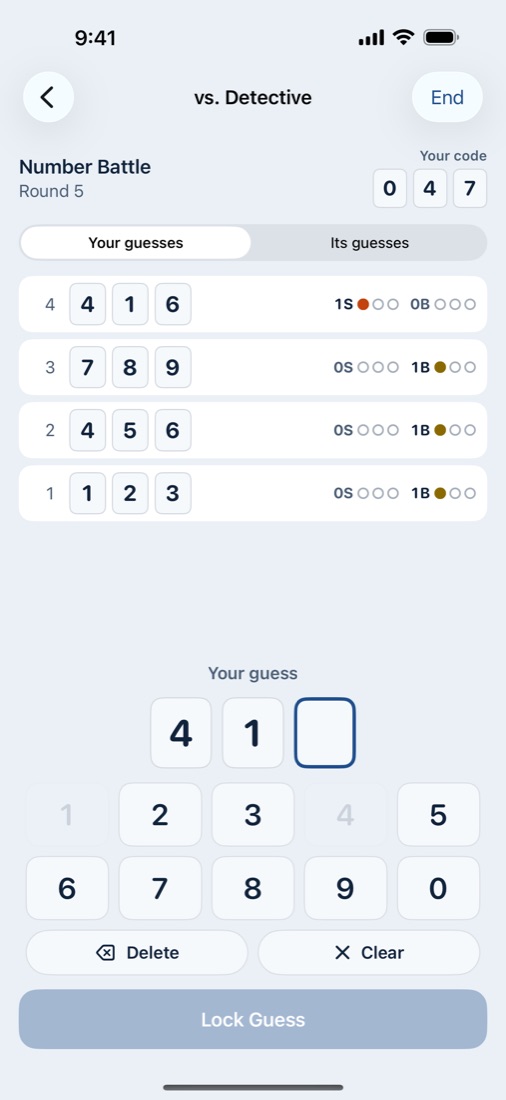 9:41
vs. Detective
End
Number Battle
Round 5
Your code
0 4 7
Your guesses
Its guesses
4 4 1 6 1S 0B
3 7 8 9 0S 1B
2 4 5 6 0S 1B
1 1 2 3 0S 1B
Your guess
4 1
1 2 3 4 5
6 7 8 9 0
Delete
Clear
Lock Guess